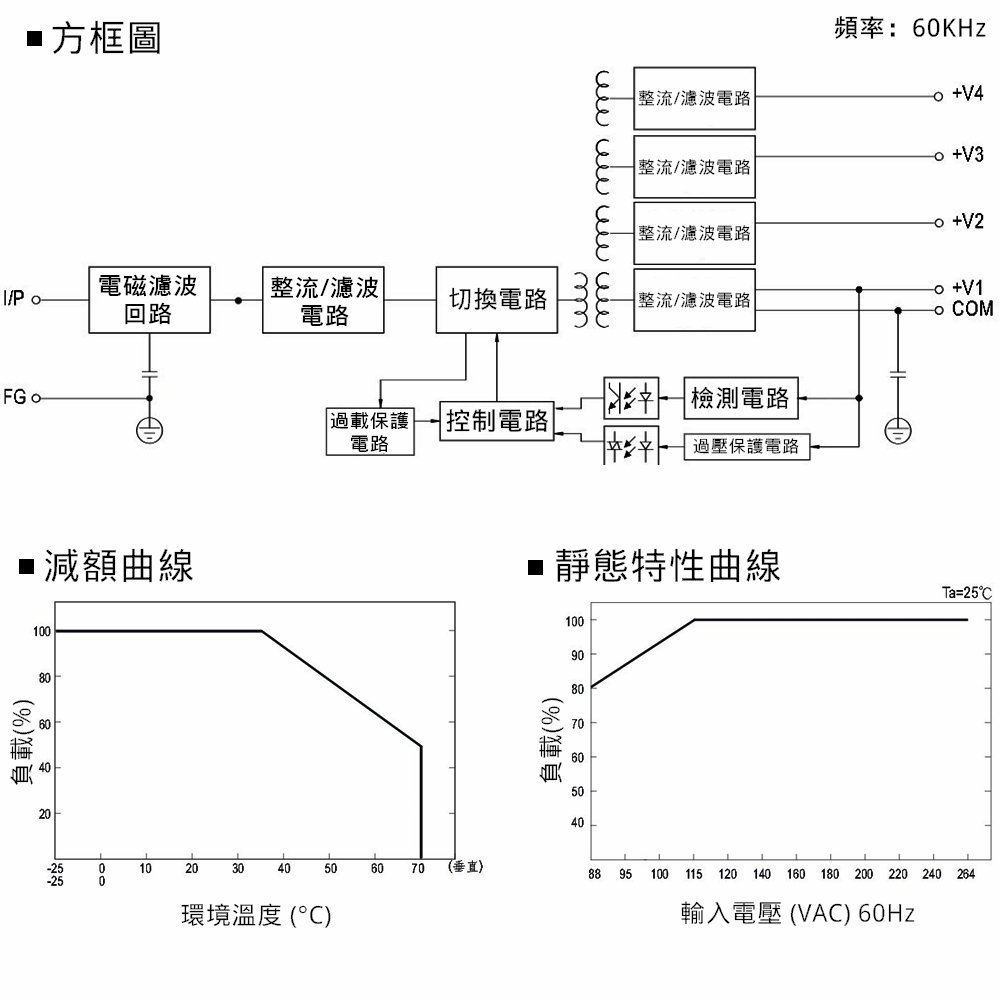 ■方框圖
頻率：60KHz
整流/濾波電路
+V4
整流/濾波電路
+V3
整流/濾波電路
+V2
I/P
電磁濾波
回路
整流/濾波
電路
切換電路
整流/濾波電路
+V1
COM
FG
過載保護
電路
控制電路
檢測電路
過壓保護電路
■減額曲線
100
80
60
40
20
負載(%)
-25 0 10 20 30 40 50 60 70 (垂直)
-25 0
環境溫度 (°C)
■靜態特性曲線
Ta=25℃
100
90
80
70
60
50
40
負載(%)
88 95 100 115 120 140 160 180 200 220 240 264
輸入電壓 (VAC) 60Hz